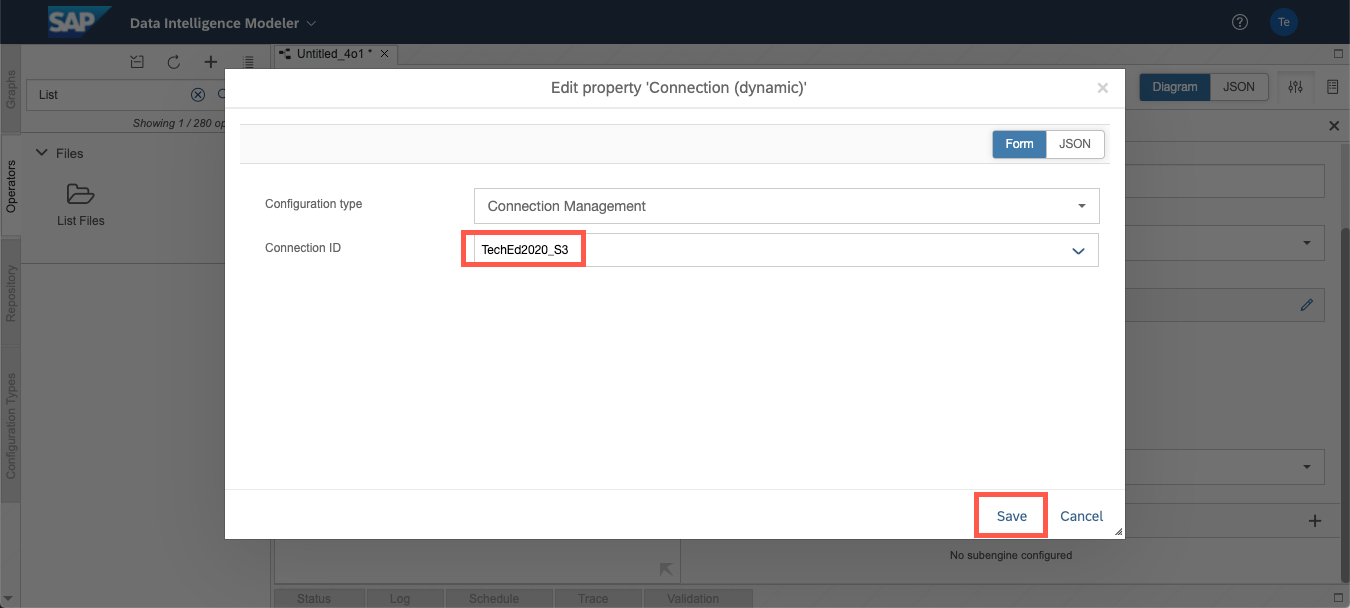 SAP
Data Intelligence Modeler
Te
Untitled_4o1 *
Graphs
List
Diagram
JSON
Showing 1 / 280 op
Operators
Files
List Files
Repository
Configuration Types
Edit property 'Connection (dynamic)'
Form
JSON
Configuration type
Connection Management
Connection ID
TechEd2020_S3
Save
Cancel
No subengine configured
Status
Log
Schedule
Trace
Validation